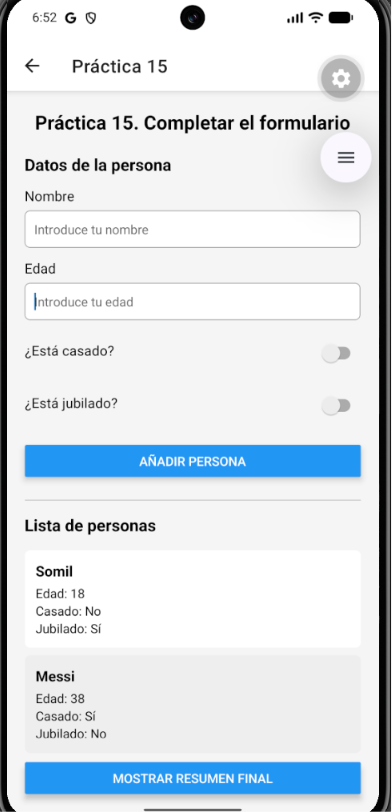 6:52 G
Práctica 15
Práctica 15. Completar el formulario
Datos de la persona
Nombre
Introduce tu nombre
Edad
Introduce tu edad
¿Está casado?
¿Está jubilado?
AÑADIR PERSONA
Lista de personas
Somil
Edad: 18
Casado: No
Jubilado: Sí
Messi
Edad: 38
Casado: Sí
Jubilado: No
MOSTRAR RESUMEN FINAL